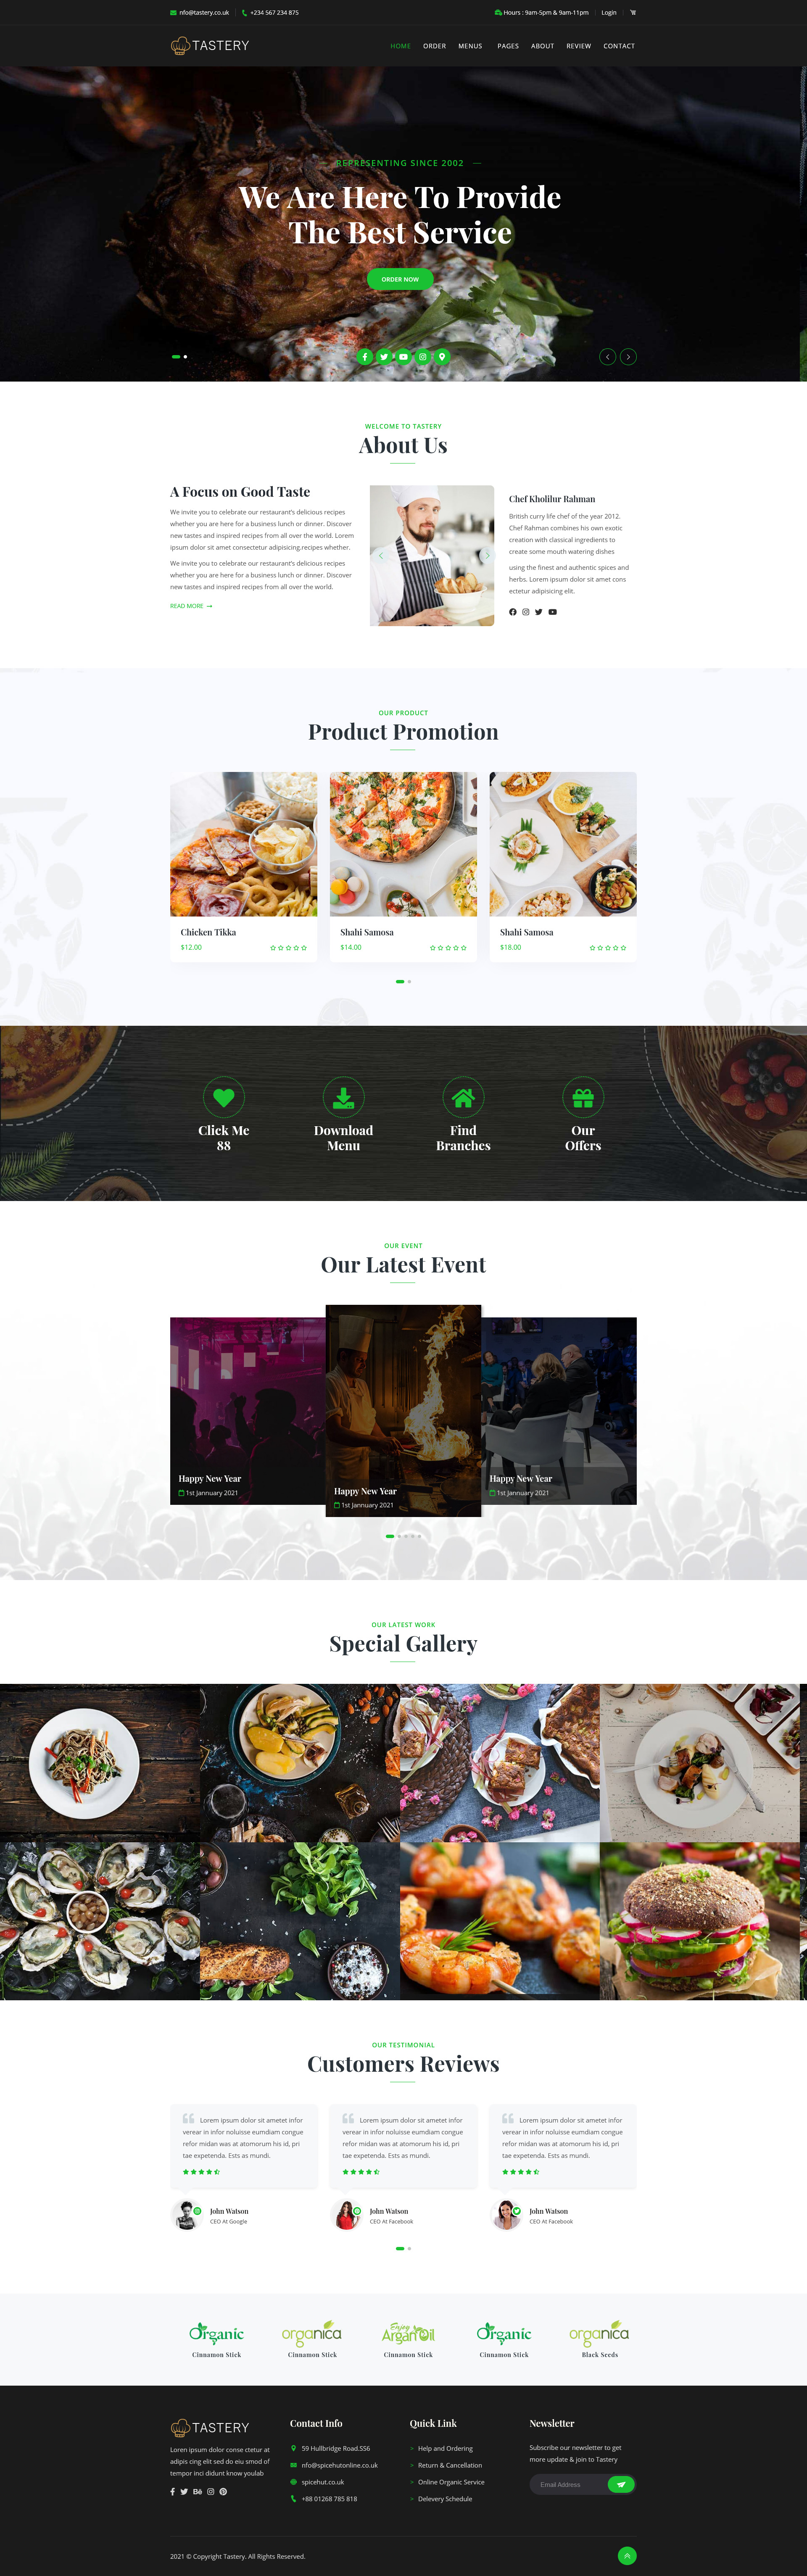 nfo@tastery.co.uk +234 567 234 875 Hours : 9am-5pm & 9am-11pm Login
TASTERY HOME ORDER MENUS PAGES ABOUT REVIEW CONTACT
REPRESENTING SINCE 2002
We Are Here To Provide
The Best Service
ORDER NOW
WELCOME TO TASTERY
About Us
A Focus on Good Taste
We invite you to celebrate our restaurant's delicious recipes
whether you are here for a business lunch or dinner. Discover
new tastes and inspired recipes from all over the world. Lorem
ipsum dolor sit amet consectetur adipisicing.recipes whether.
We invite you to celebrate our restaurant's delicious recipes
whether you are here for a business lunch or dinner. Discover
new tastes and inspired recipes from all over the world.
READ MORE
Chef Kholilur Rahman
British curry life chef of the year 2012.
Chef Rahman combines his own exotic
creation with classical ingredients to
create some mouth watering dishes
using the finest and authentic spices and
herbs. Lorem ipsum dolor sit amet cons
ectetur adipisicing elit.
OUR PRODUCT
Product Promotion
Chicken Tikka
$12.00
Shahi Samosa
$14.00
Shahi Samosa
$18.00
Click Me
88
Download
Menu
Find
Branches
Our
Offers
OUR EVENT
Our Latest Event
Happy New Year
1st Jannuary 2021
Happy New Year
1st Jannuary 2021
Happy New Year
1st Jannuary 2021
OUR LATEST WORK
Special Gallery
OUR TESTIMONIAL
Customers Reviews
Lorem ipsum dolor sit ametet infor
verear in infor noluisse eumdiam congue
refor midan was at atomorum his id, pri
tae expetenda. Ests as mundi.
John Watson
CEO At Google
Lorem ipsum dolor sit ametet infor
verear in infor noluisse eumdiam congue
refor midan was at atomorum his id, pri
tae expetenda. Ests as mundi.
John Watson
CEO At Facebook
Lorem ipsum dolor sit ametet infor
verear in infor noluisse eumdiam congue
refor midan was at atomorum his id, pri
tae expetenda. Ests as mundi.
John Watson
CEO At Facebook
Organic
Cinnamon Stick
organica
Cinnamon Stick
Enjoy
Argan Oil
Cinnamon Stick
Organic
Cinnamon Stick
organica
Black Seeds
TASTERY
Lorem ipsum dolor conse ctetur at
adipis cing elit sed do eiu smod of
tempor inci didunt know youlab
Contact Info
59 Hullbridge Road.SS6
nfo@spicehutonline.co.uk
spicehut.co.uk
+88 01268 785 818
Quick Link
> Help and Ordering
> Return & Cancellation
> Online Organic Service
> Delevery Schedule
Newsletter
Subscribe our newsletter to get
more update & join to Tastery
Email Address
2021 © Copyright Tastery. All Rights Reserved.